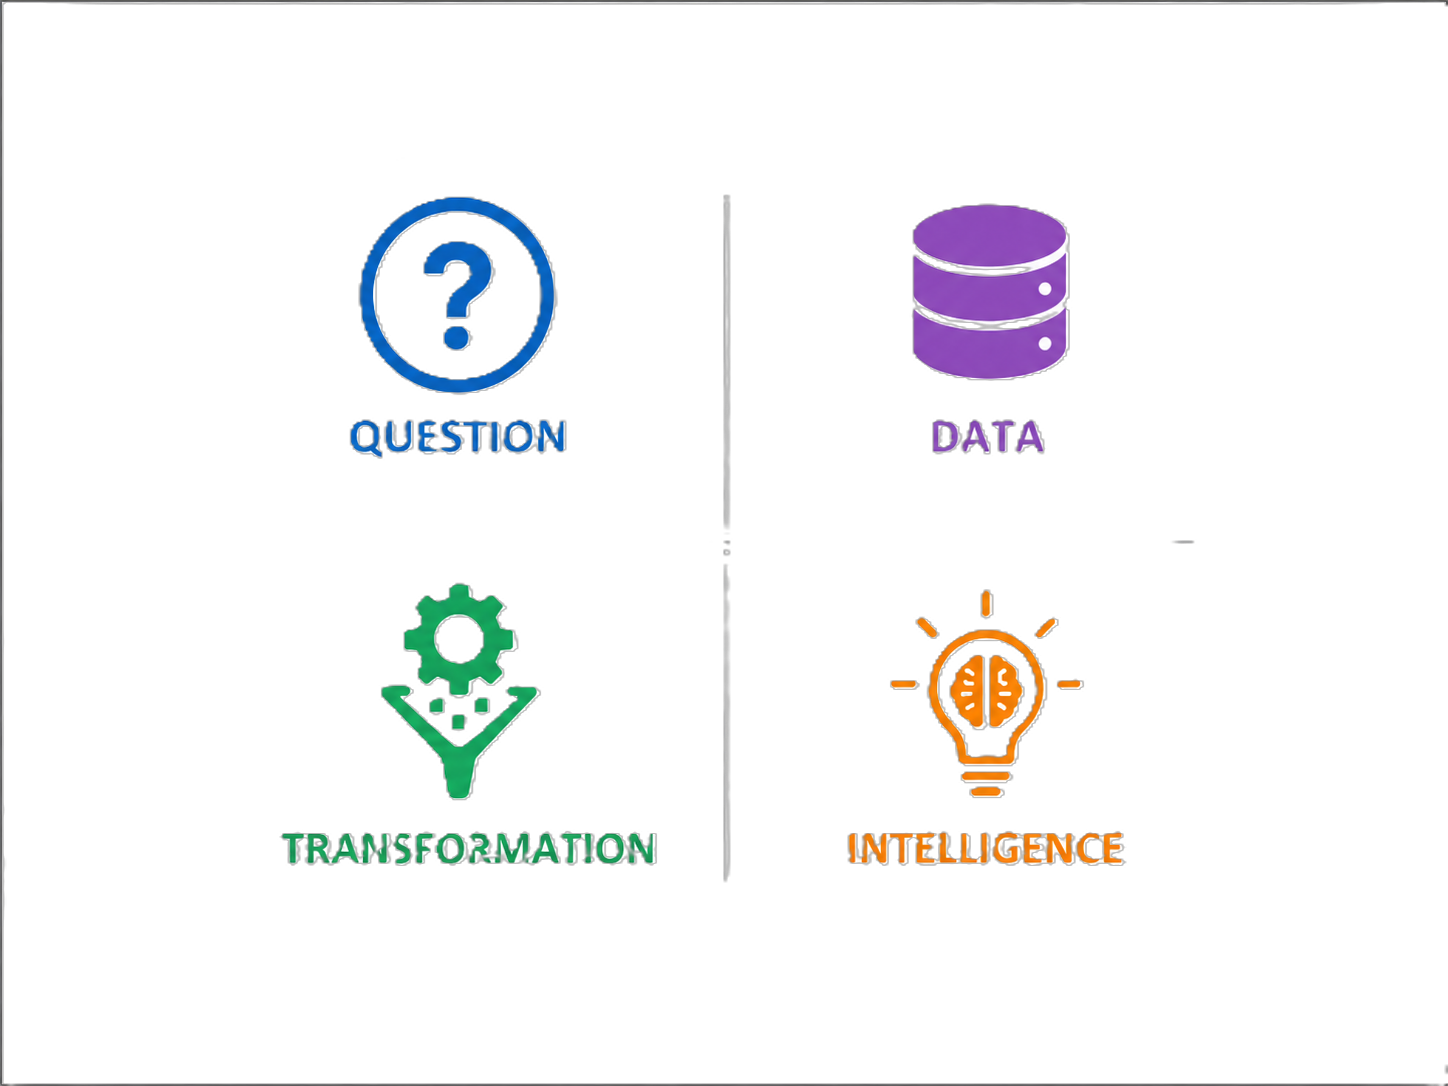 QUESTION
DATA
TRANSFORMATION
INTELLIGENCE